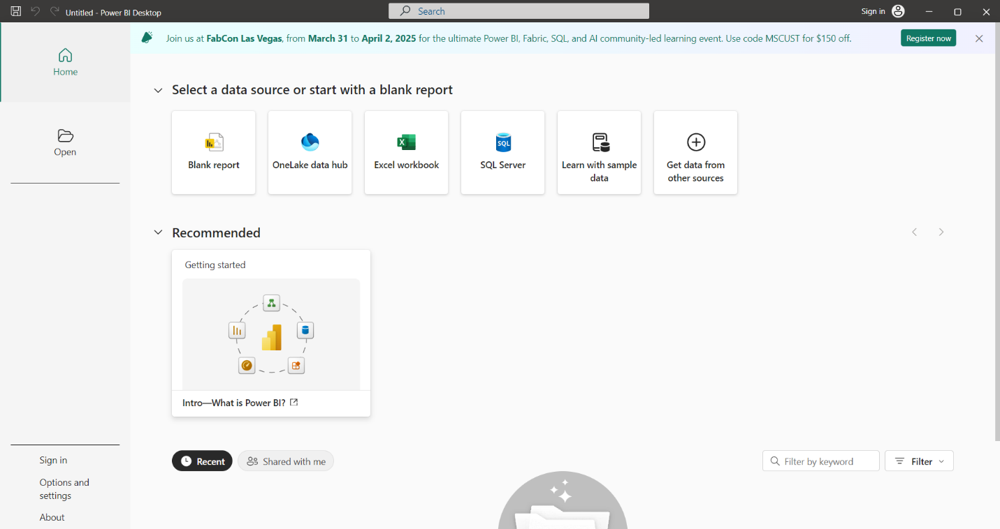 Untitled - Power BI Desktop
Search
Sign in
Home
Open
Join us at FabCon Las Vegas, from March 31 to April 2, 2025 for the ultimate Power BI, Fabric, SQL, and AI community-led learning event. Use code MSCUST for $150 off.
Register now
Select a data source or start with a blank report
Blank report
OneLake data hub
Excel workbook
SQL
SQL Server
Learn with sample
data
Get data from
other sources
Recommended
Getting started
Intro—What is Power BI?
Recent
Shared with me
Filter by keyword
Filter
Sign in
Options and
settings
About